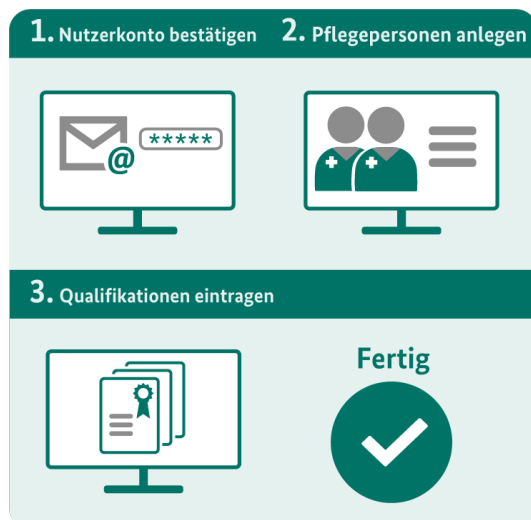 1. Nutzerkonto bestätigen
2. Pflegepersonen anlegen
@ *****
3. Qualifikationen eintragen
Fertig